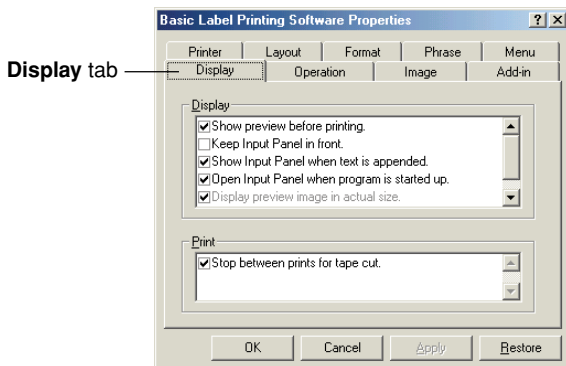 Basic Label Printing Software Properties
Printer Layout Format Phrase Menu
Display tab
Display Operation Image Add-in
Display
Show preview before printing.
Keep Input Panel in front.
Show Input Panel when text is appended.
Open Input Panel when program is started up.
Display preview image in actual size.
Print
Stop between prints for tape cut.
OK Cancel Apply Restore